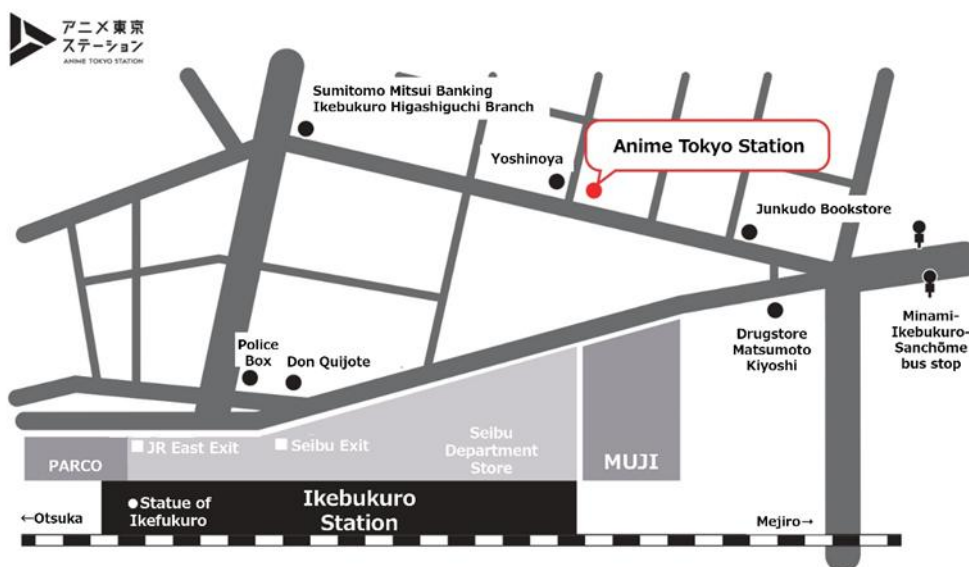 アニメ東京
ステーション
ANIME TOKYO STATION
Sumitomo Mitsui Banking
Ikebukuro Higashiguchi Branch
Yoshinoya
Anime Tokyo Station
Junkudo Bookstore
Police
Box
Don Quijote
Drugstore
Matsumoto
Kiyoshi
Minami-
Ikebukuro-
Sanchōme
bus stop
PARCO
JR East Exit
Seibu Exit
Seibu
Department
Store
MUJI
←Otsuka
Statue of
Ikefukuro
Ikebukuro
Station
Mejiro→